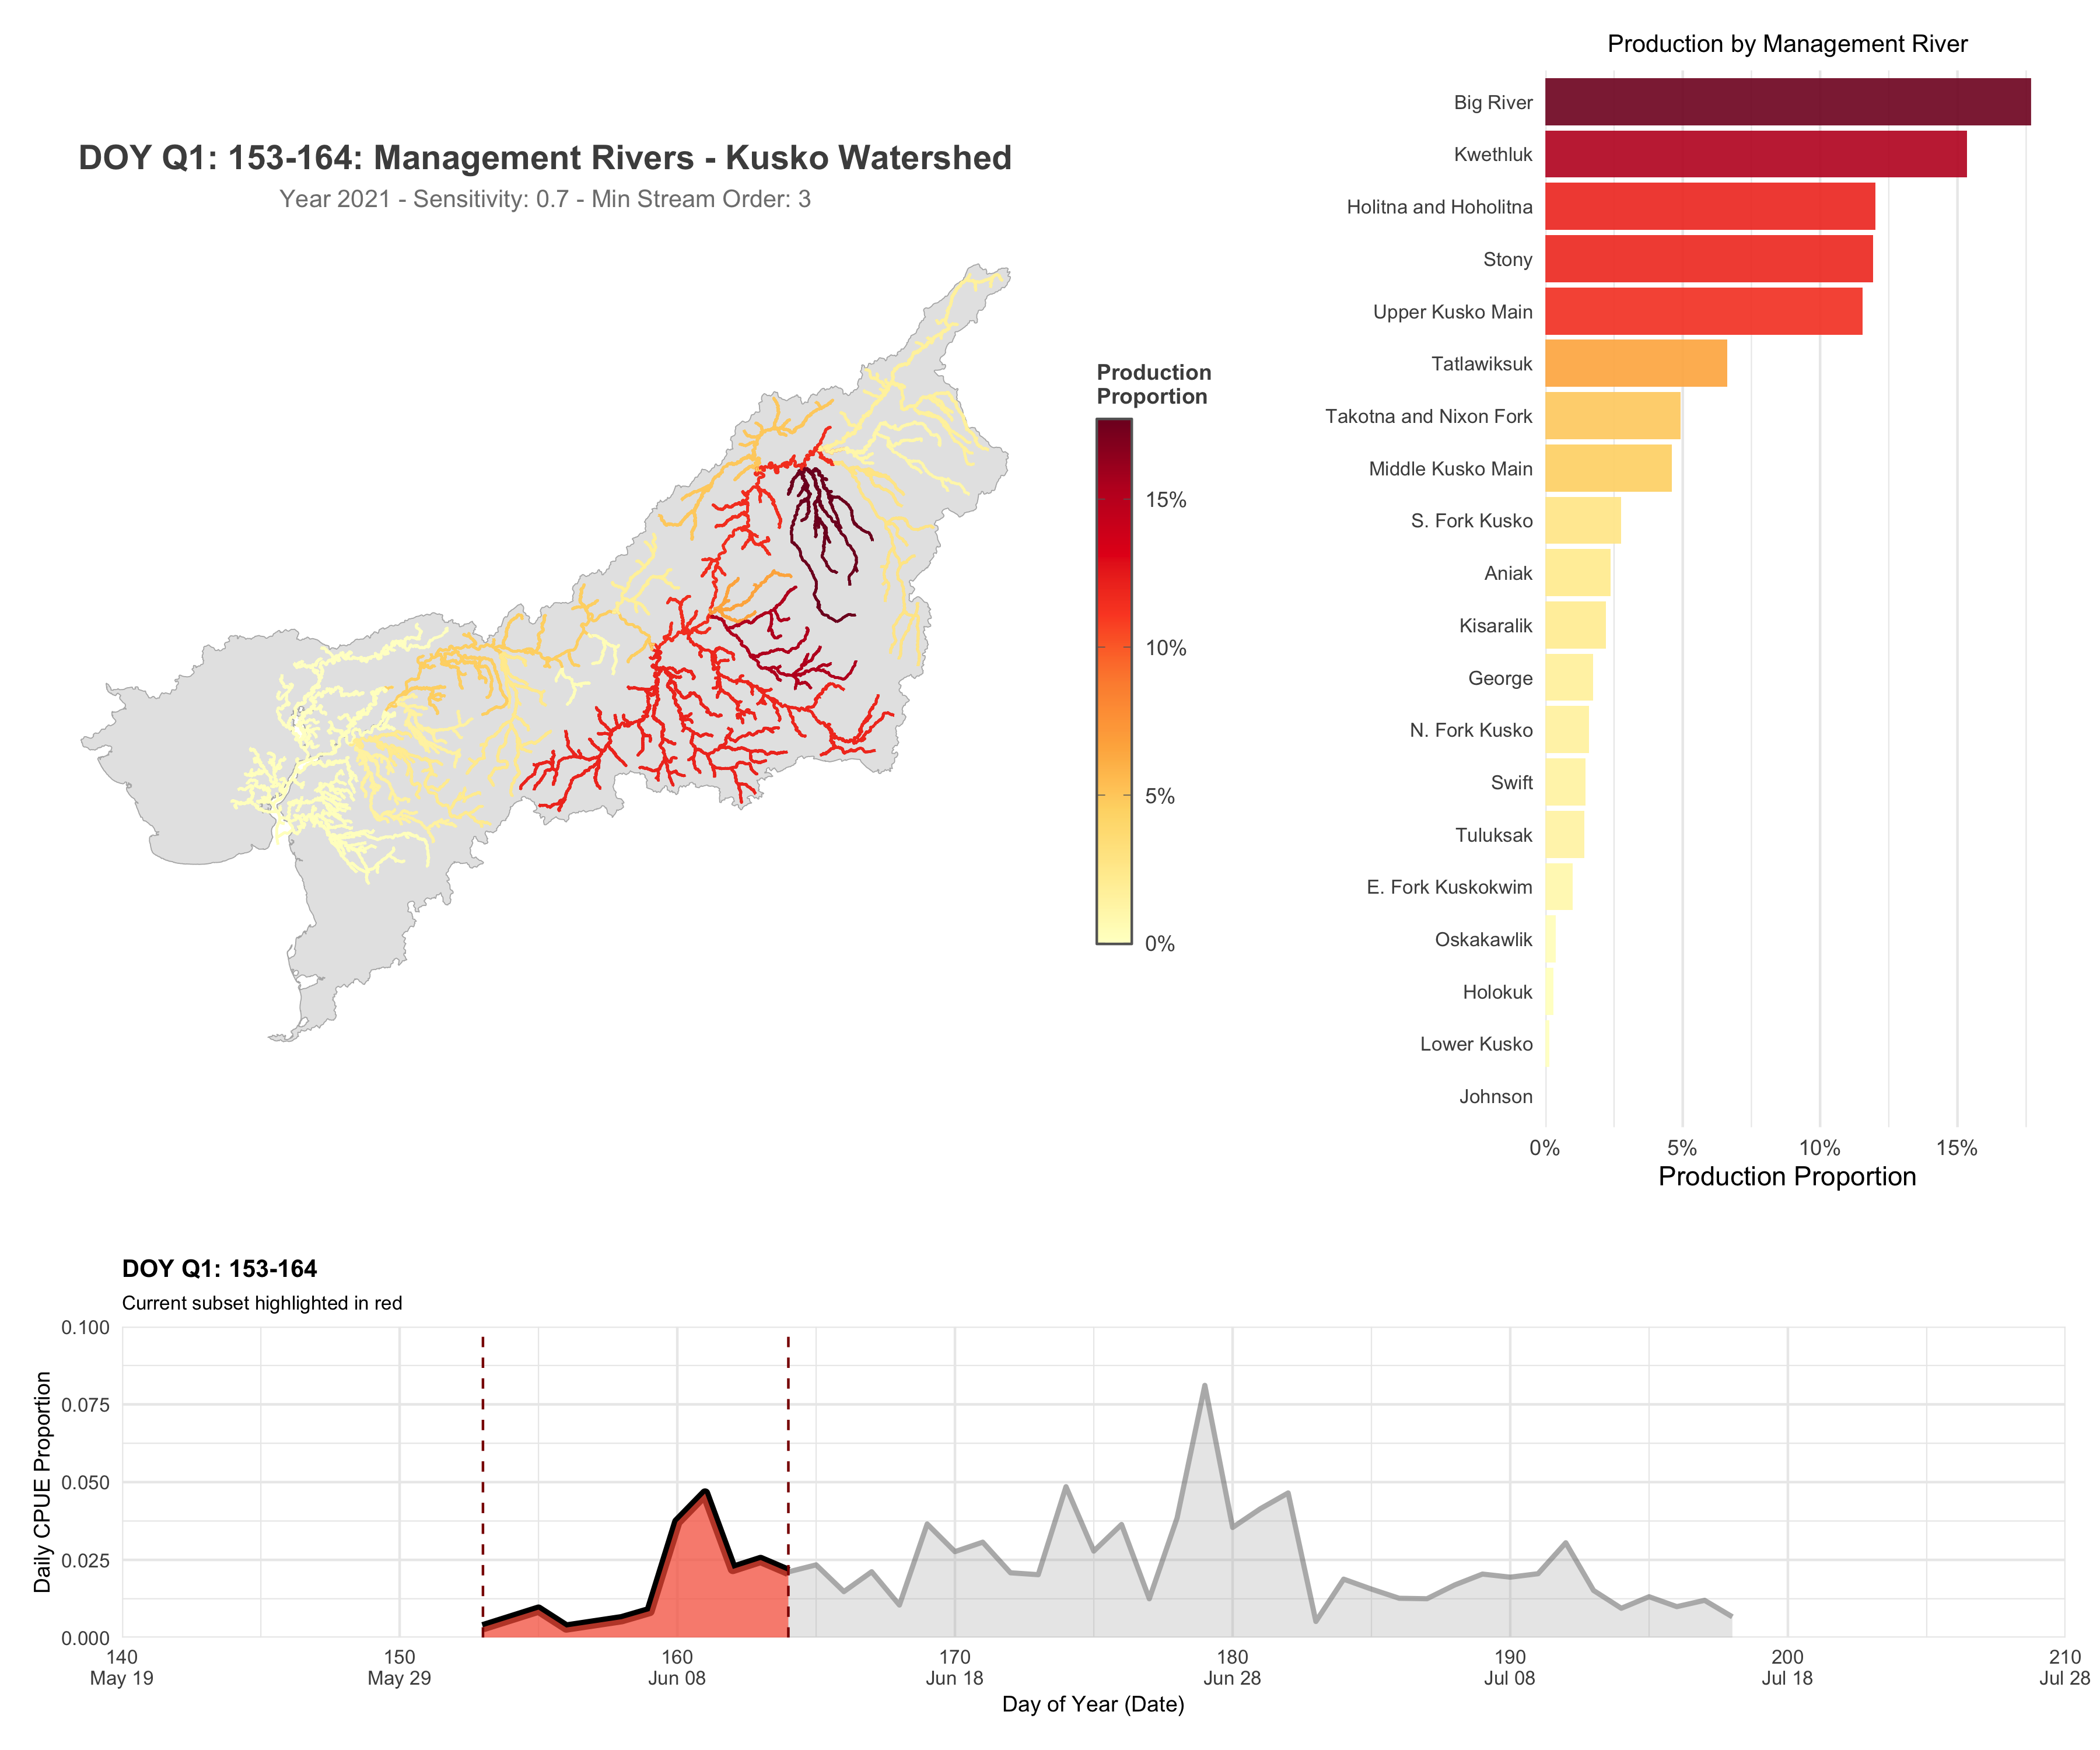 Production by Management River
DOY Q1: 153-164: Management Rivers - Kusko Watershed
Year 2021 - Sensitivity: 0.7 - Min Stream Order: 3
Production
Proportion
15%
10%
5%
0%
Big River
Kwethluk
Holitna and Hoholitna
Stony
Upper Kusko Main
Tatlawiksuk
Takotna and Nixon Fork
Middle Kusko Main
S. Fork Kusko
Aniak
Kisaralik
George
N. Fork Kusko
Swift
Tuluksak
E. Fork Kuskokwim
Oskakawlik
Holokuk
Lower Kusko
Johnson
0% 5% 10% 15%
Production Proportion
DOY Q1: 153-164
Current subset highlighted in red
Daily CPUE Proportion
0.100
0.075
0.050
0.025
0.000
140 150 160 170 180 190 200 210
May 19 May 29 Jun 08 Jun 18 Jun 28 Jul 08 Jul 18 Jul 28
Day of Year (Date)